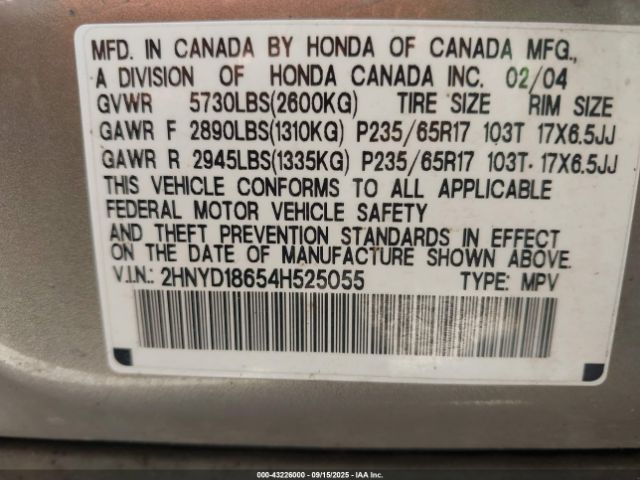 MFD. IN CANADA BY HONDA OF CANADA MFG.,
A DIVISION OF HONDA CANADA INC. 02/04
GVWR 5730LBS(2600KG) TIRE SIZE RIM SIZE
GAWR F 2890LBS(1310KG) P235/65R17 103T 17X6.5JJ
GAWR R 2945LBS(1335KG) P235/65R17 103T 17X6.5JJ
THIS VEHICLE CONFORMS TO ALL APPLICABLE
FEDERAL MOTOR VEHICLE SAFETY
AND THEFT PREVENTION STANDARDS IN EFFECT
ON THE DATE OF MANUFACTURE SHOWN ABOVE.
V.I.N.: 2HNYD18654H525055 TYPE: MPV
000-43226000 - 09/15/2025 - IAA Inc.